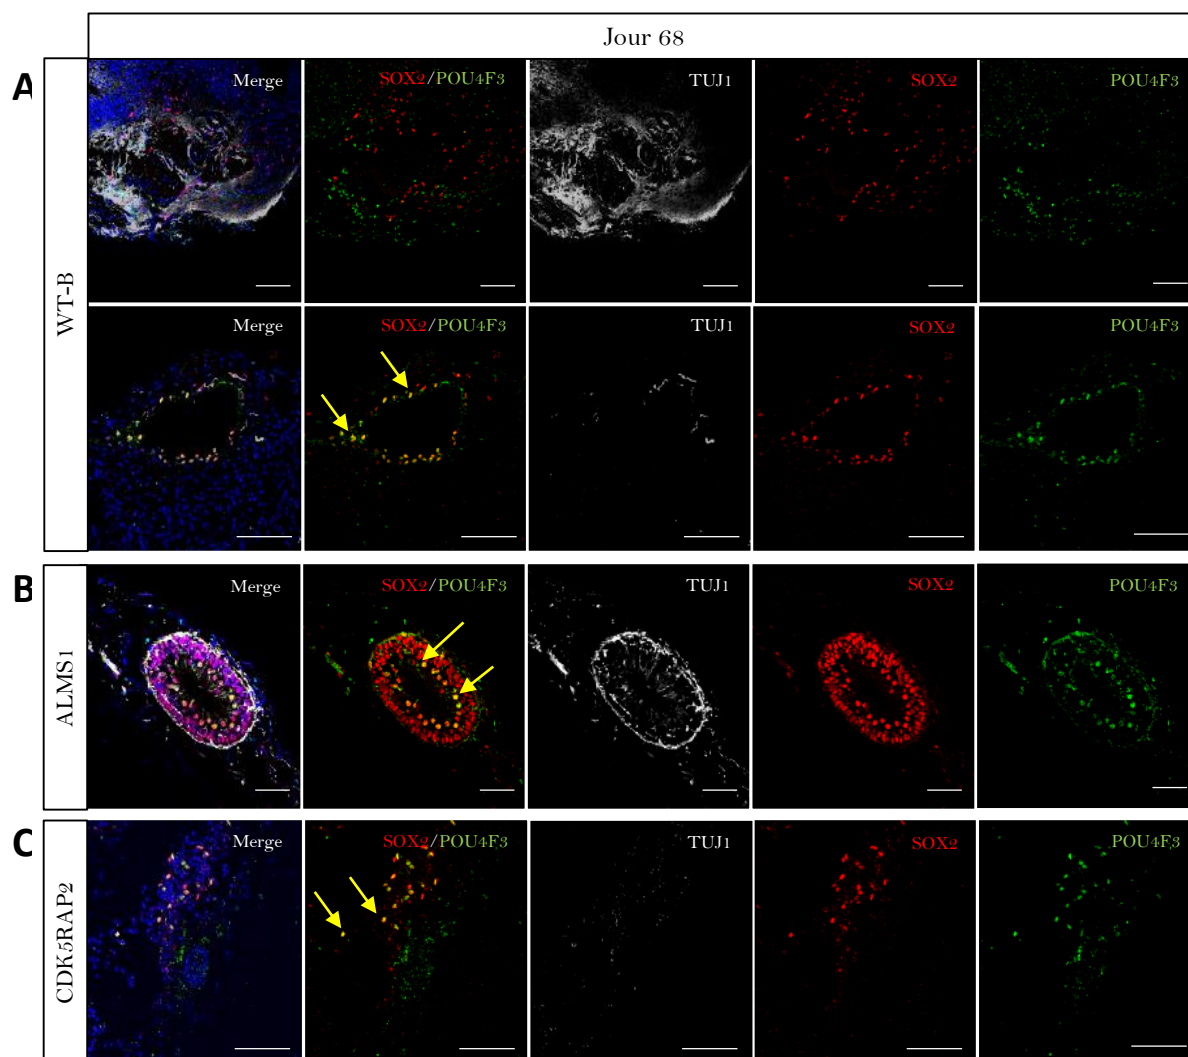 Jour 68
A
WT-B
Merge
SOX2/POU4F3
TUJ1
SOX2
POU4F3
Merge
SOX2/POU4F3
TUJ1
SOX2
POU4F3
B
ALMS1
Merge
SOX2/POU4F3
TUJ1
SOX2
POU4F3
C
CDK5RAP2
Merge
SOX2/POU4F3
TUJ1
SOX2
POU4F3